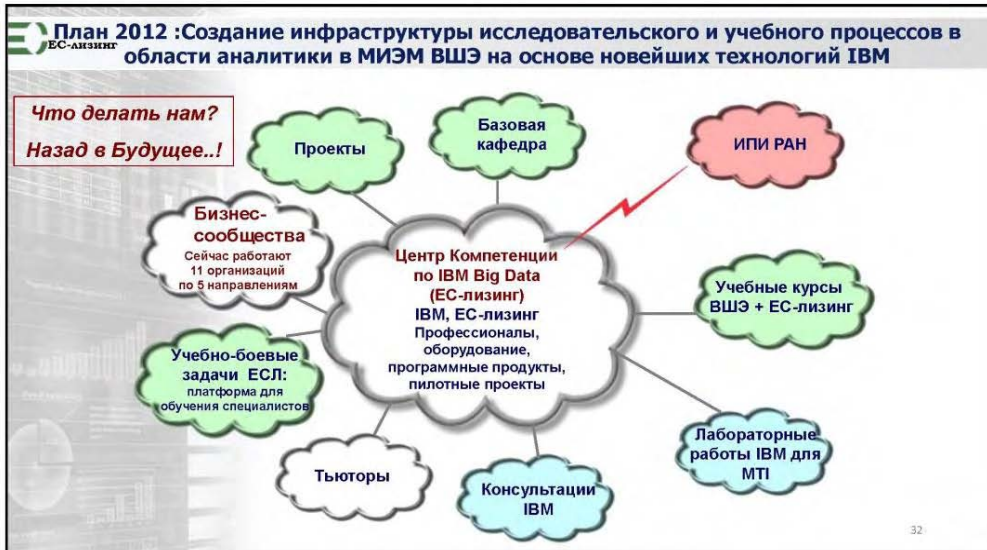 План 2012 :Создание инфраструктуры исследовательского и учебного процессов в
ЕС-лизинг
области аналитики в МИЭМ ВШЭ на основе новейших технологий IBM
Что делать нам?
Назад в Будущее..!
Проекты
Базовая
кафедра
ИПИ РАН
Бизнес-
сообщества
Сейчас работают
11 организаций
по 5 направлениям
Центр Компетенции
по IBM Big Data
(ЕС-лизинг)
IBM, ЕС-лизинг
Профессионалы,
оборудование,
программные продукты,
пилотные проекты
Учебные курсы
ВШЭ + ЕС-лизинг
Учебно-боевые
задачи ЕСЛ:
платформа для
обучения специалистов
Тьюторы
Консультации
IBM
Лабораторные
работы IBM для
MTI
32